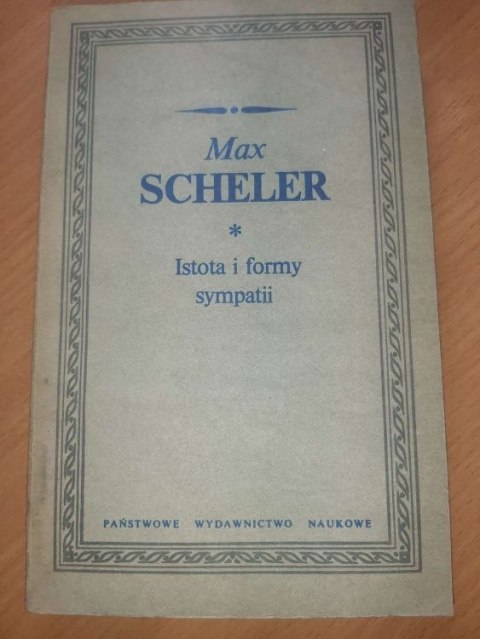 Max
SCHELER
*
Istota i formy
sympatii
PAŃSTWOWE WYDAWNICTWO NAUKOWE